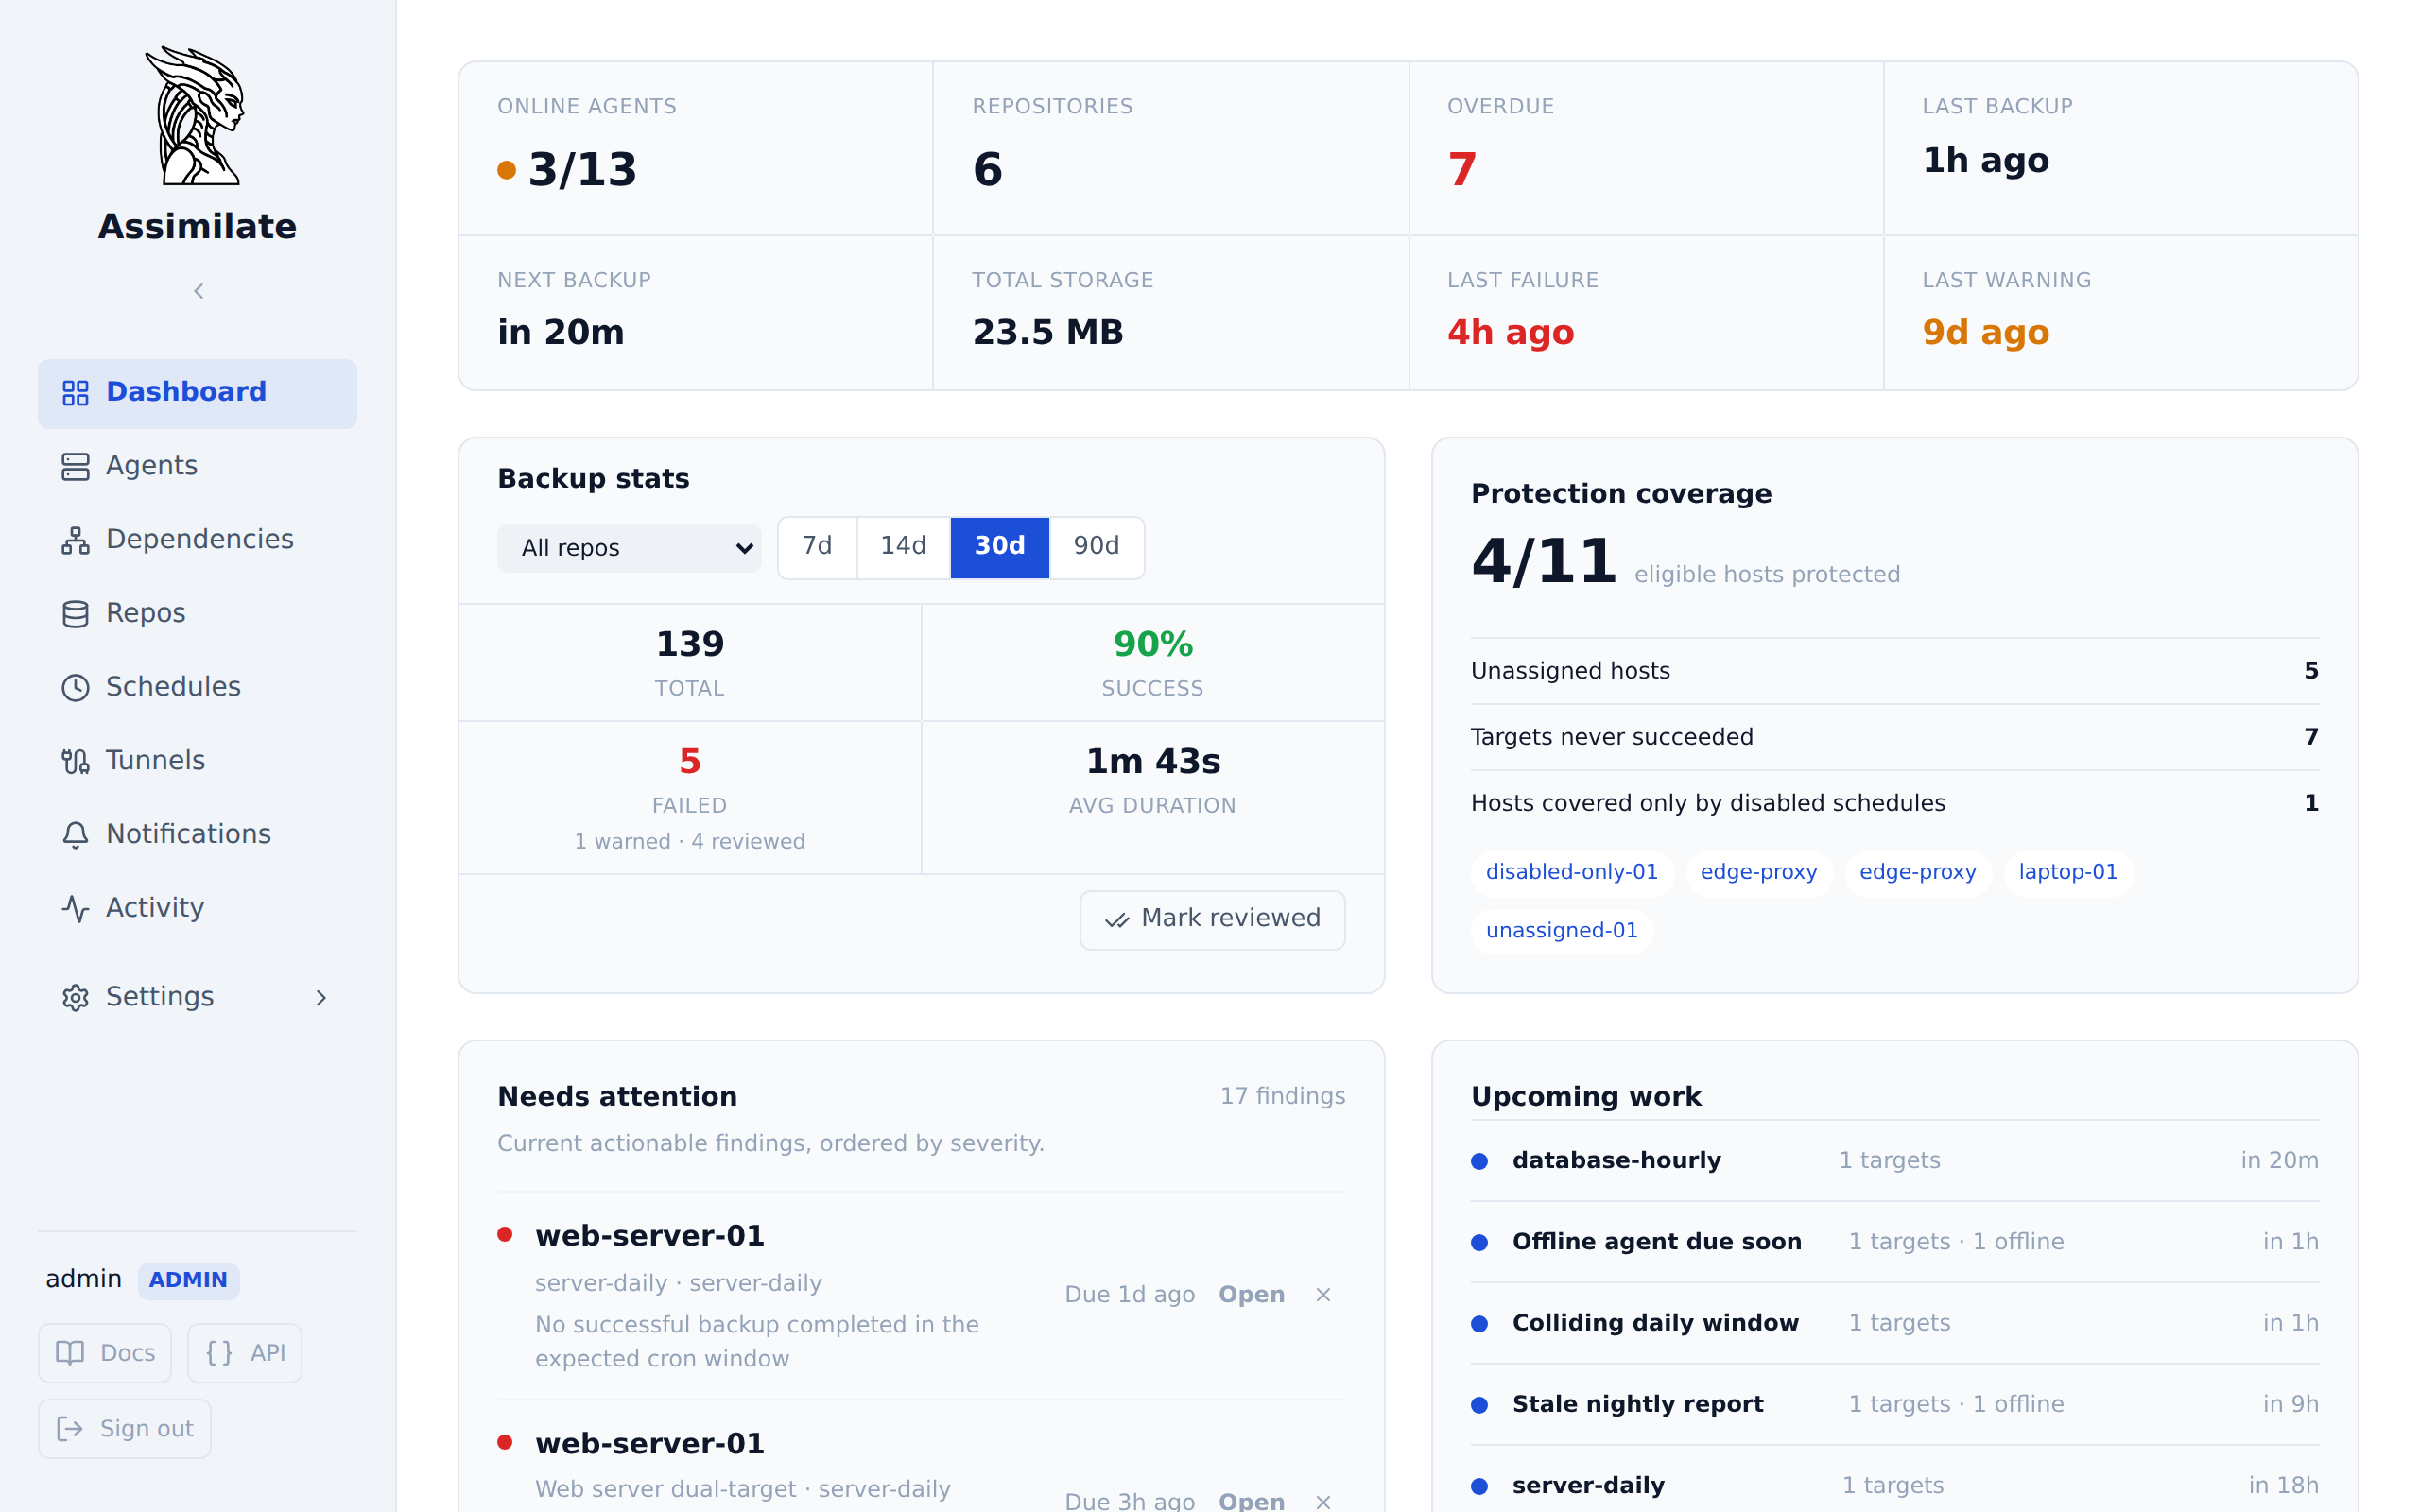 Assimilate
Dashboard
Agents
Dependencies
Repos
Schedules
Tunnels
Notifications
Activity
Settings
admin ADMIN
Docs
API
Sign out
ONLINE AGENTS
3/13
REPOSITORIES
6
OVERDUE
7
LAST BACKUP
1h ago
NEXT BACKUP
in 20m
TOTAL STORAGE
23.5 MB
LAST FAILURE
4h ago
LAST WARNING
9d ago
Backup stats
All repos
7d 14d 30d 90d
139
TOTAL
90%
SUCCESS
5
FAILED
1 warned · 4 reviewed
1m 43s
AVG DURATION
Mark reviewed
Protection coverage
4/11 eligible hosts protected
Unassigned hosts 5
Targets never succeeded 7
Hosts covered only by disabled schedules 1
disabled-only-01 edge-proxy edge-proxy laptop-01
unassigned-01
Needs attention 17 findings
Current actionable findings, ordered by severity.
web-server-01
server-daily · server-daily
No successful backup completed in the
expected cron window
Due 1d ago Open ×
web-server-01
Web server dual-target · server-daily
Due 3h ago Open ×
Upcoming work
database-hourly 1 targets in 20m
Offline agent due soon 1 targets · 1 offline in 1h
Colliding daily window 1 targets in 1h
Stale nightly report 1 targets · 1 offline in 9h
server-daily 1 targets in 18h